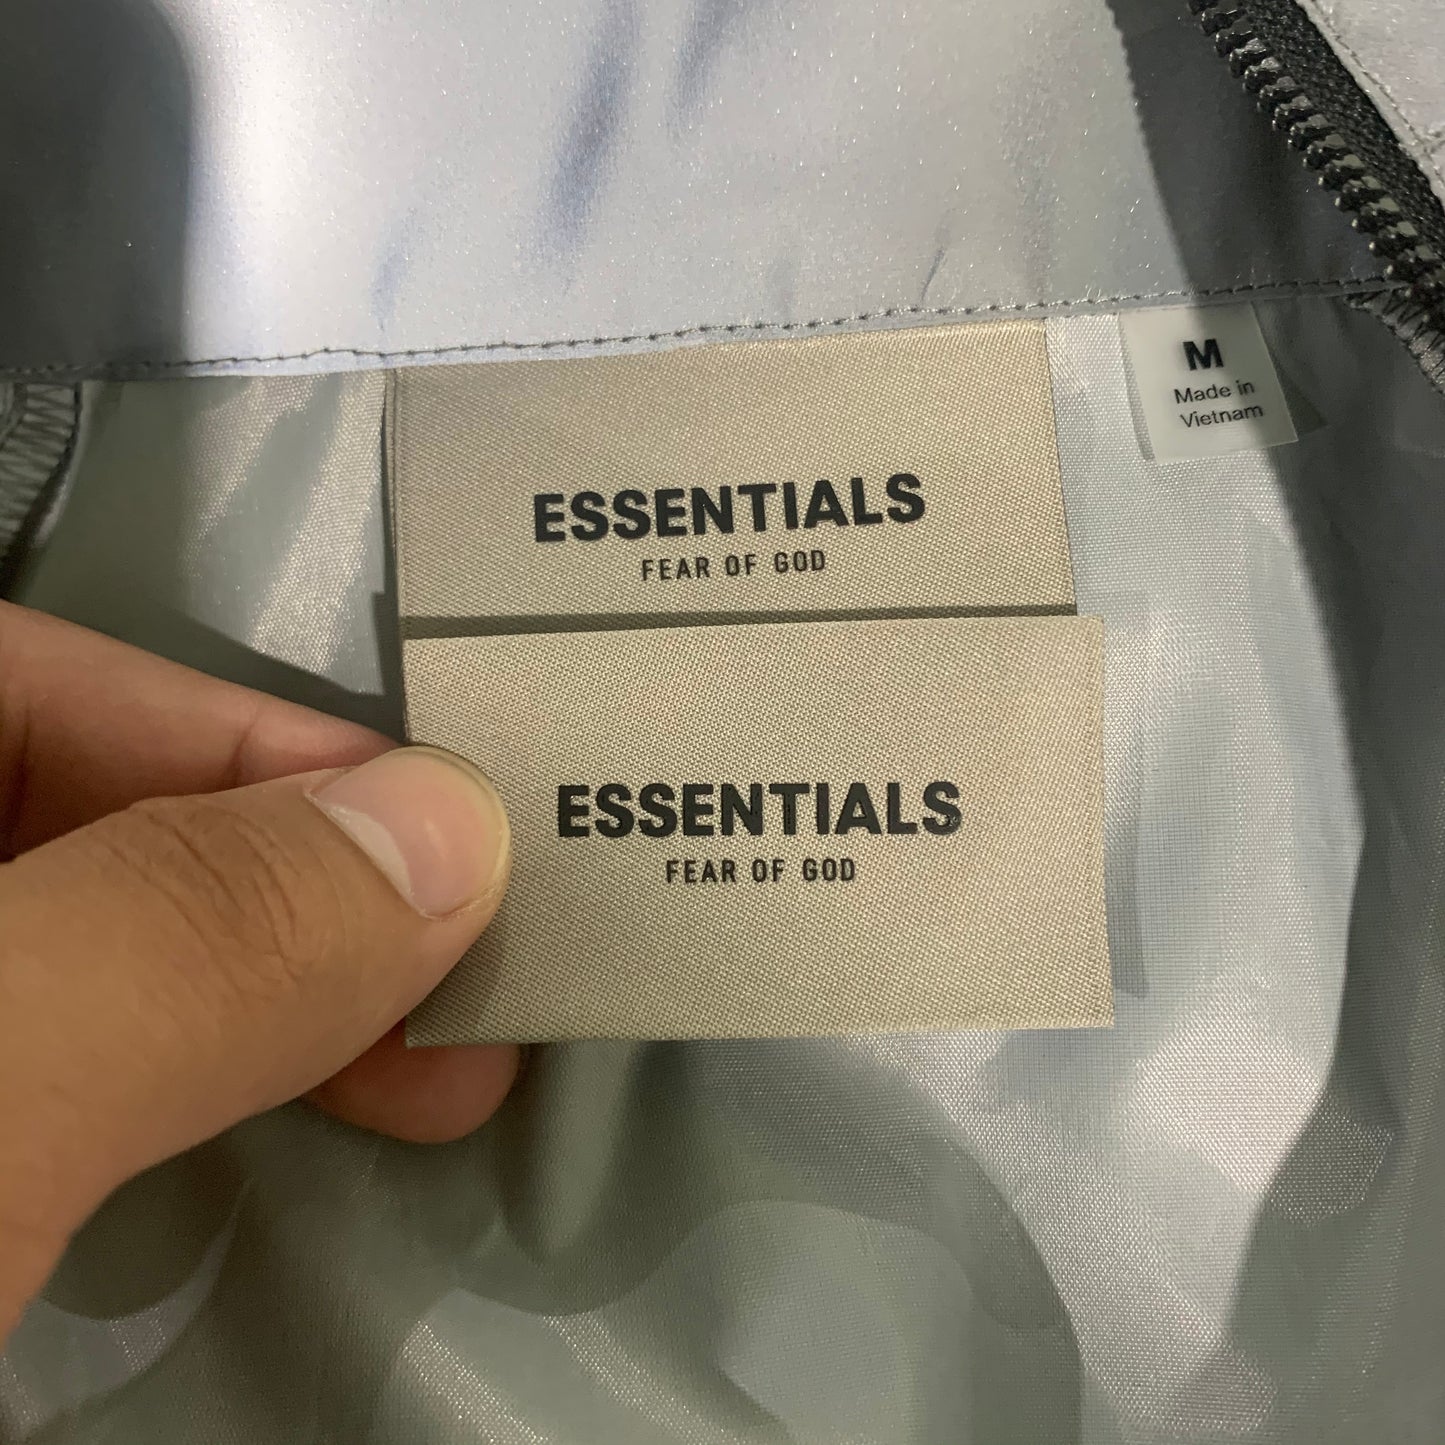 ESSENTIALS
FEAR OF GOD
M
Made in
Vietnam
ESSENTIALS
FEAR OF GOD